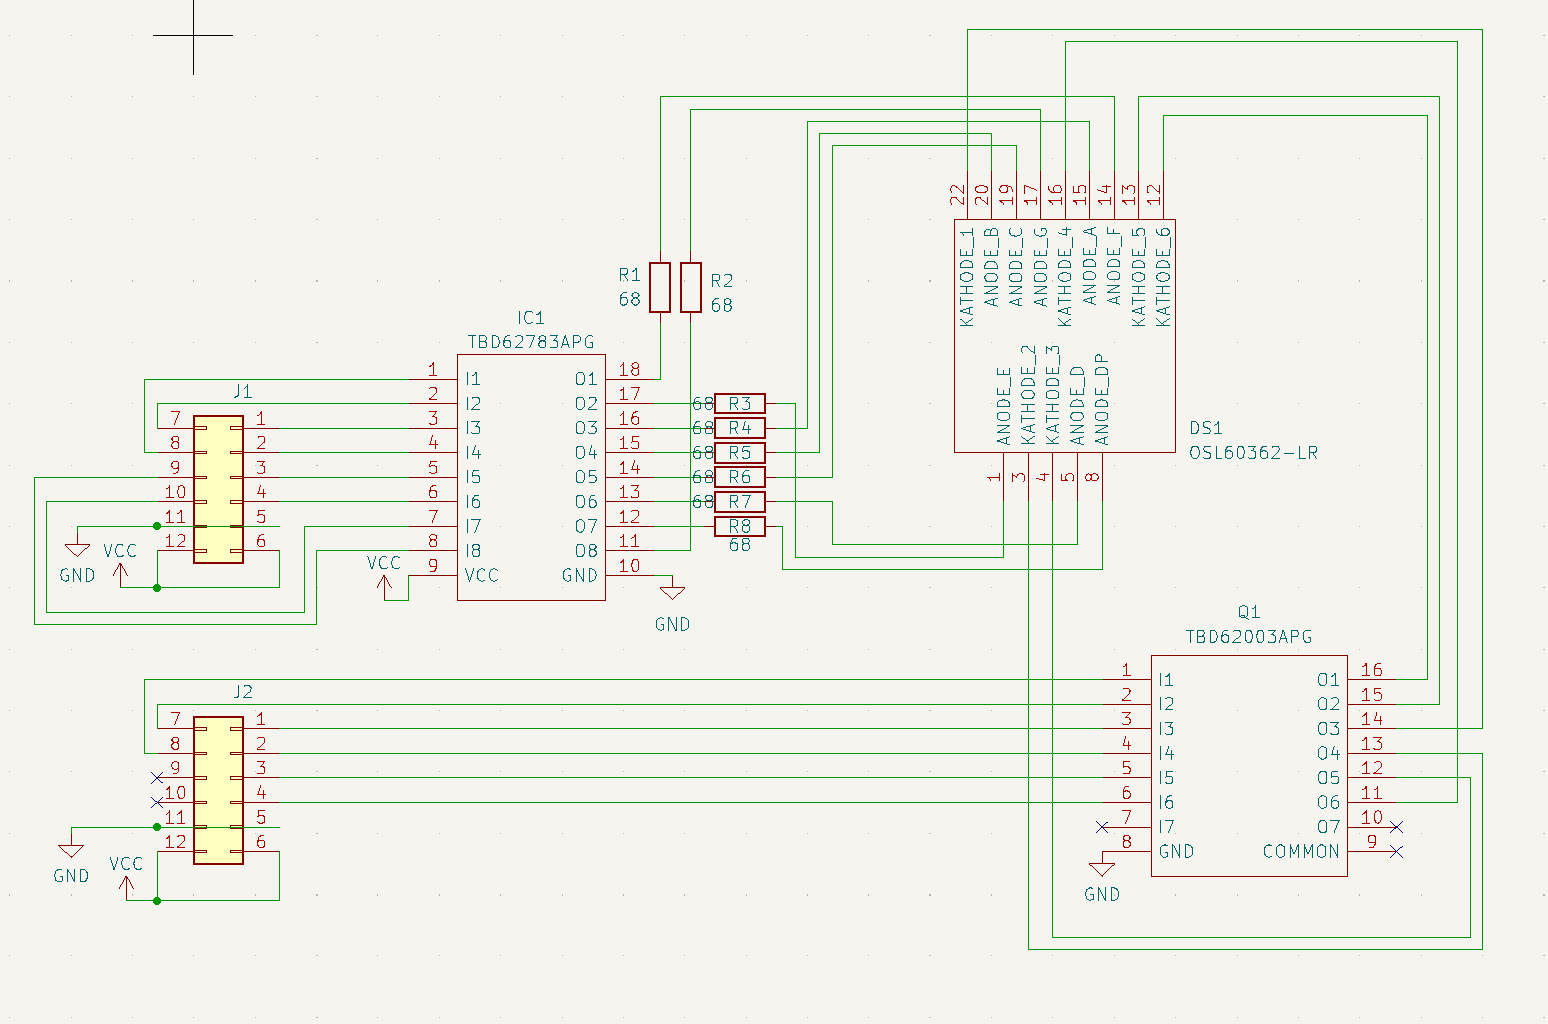 22
20
19
17
16
15
14
13
12
KATHODE_1
ANODE_B
ANODE_C
ANODE_G
KATHODE_4
ANODE_A
ANODE_F
KATHODE_5
KATHODE_6
ANODE_E
KATHODE_2
KATHODE_3
ANODE_D
ANODE_DP
1
3
4
5
8
DS1
OSL60362-LR
R1
68
R2
68
IC1
TBD62783APG
1 I1 O1 18
2 I2 O2 17
3 I3 O3 16
4 I4 O4 15
5 I5 O5 14
6 I6 O6 13
7 I7 O7 12
8 I8 O8 11
9 VCC GND 10
VCC
GND
68 R3
68 R4
68 R5
68 R6
68 R7
R8
68
J1
7 1
8 2
9 3
10 4
11 5
12 6
VCC
GND
J2
7 1
8 2
9 3
10 4
11 5
12 6
VCC
GND
Q1
TBD62003APG
1 I1 O1 16
2 I2 O2 15
3 I3 O3 14
4 I4 O4 13
5 I5 O5 12
6 I6 O6 11
7 I7 O7 10
8 GND COMMON 9
GND